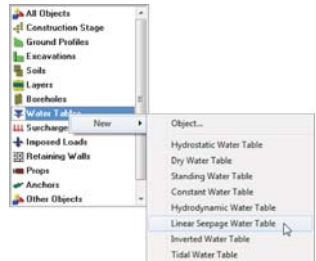 All Objects
Construction Stage
Ground Profiles
Excavations
Soils
Layers
Boreholes
Water Tables
Surcharge
Imposed Loads
Retaining Walls
Props
Anchors
Other Objects
New
Object...
Hydrostatic Water Table
Dry Water Table
Standing Water Table
Constant Water Table
Hydrodynamic Water Table
Linear Seepage Water Table
Inverted Water Table
Tidal Water Table